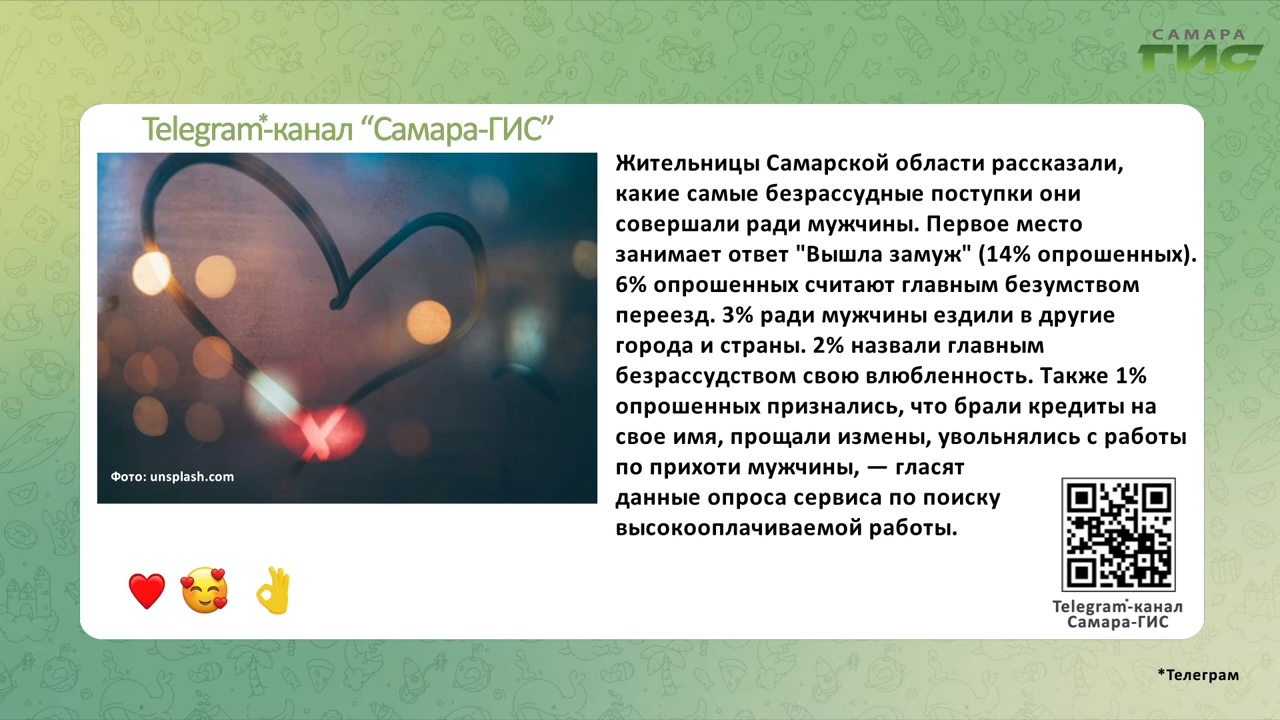 САМАРА
ГИС
Telegram*-канал “Самара-ГИС”
Жительницы Самарской области рассказали,
какие самые безрассудные поступки они
совершали ради мужчины. Первое место
занимает ответ "Вышла замуж" (14% опрошенных).
6% опрошенных считают главным безумством
переезд. 3% ради мужчины ездили в другие
города и страны. 2% назвали главным
безрассудством свою влюбленность. Также 1%
опрошенных признались, что брали кредиты на
свое имя, прощали измены, увольнялись с работы
по прихоти мужчины, — гласят
данные опроса сервиса по поиску
высокооплачиваемой работы.
Фото: unsplash.com
Telegram*-канал
Самара-ГИС
*Телеграм